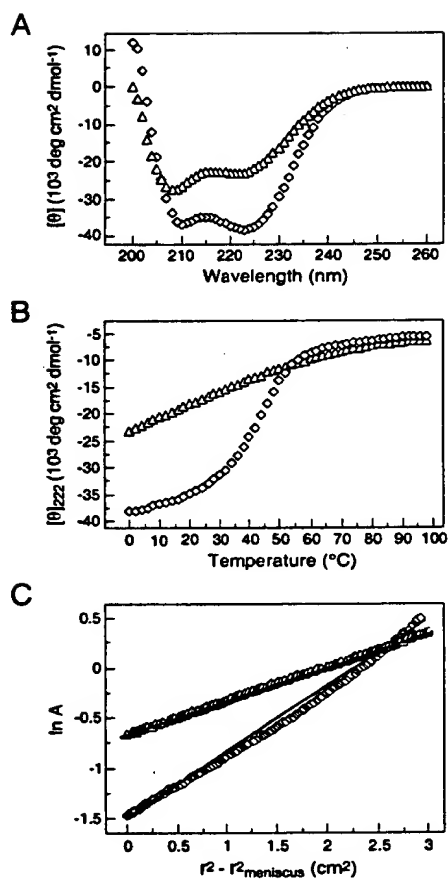 A
10
0
-10
-20
-30
-40
[θ] (10³ deg cm² dmol⁻¹)
200 210 220 230 240 250 260
Wavelength (nm)
B
-5
-10
-15
-20
-25
-30
-35
-40
[θ]₂₂₂ (10³ deg cm² dmol⁻¹)
0 10 20 30 40 50 60 70 80 90 100
Temperature (°C)
C
0.5
0
-0.5
-1
-1.5
ln A
0 0.5 1 1.5 2 2.5 3
r² - r²meniscus (cm²)